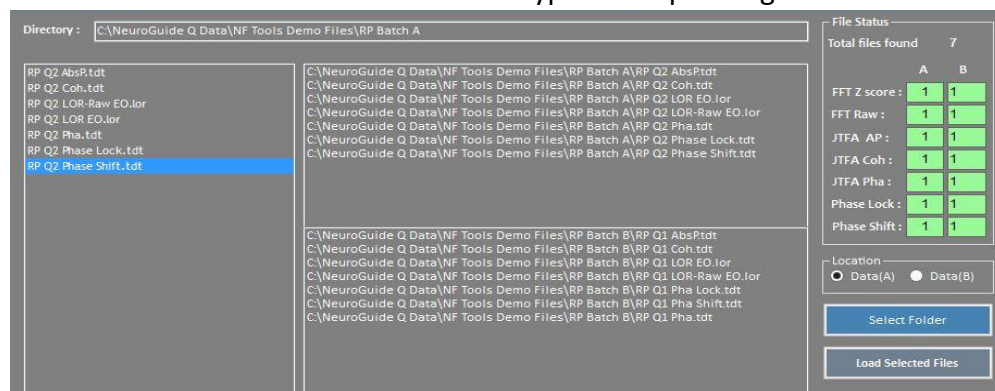 Directory : C:\NeuroGuide Q Data\NF Tools Demo Files\RP Batch A
RP Q2 AbsP.tdt
RP Q2 Coh.tdt
RP Q2 LOR-Raw EO.lor
RP Q2 LOR EO.lor
RP Q2 Pha.tdt
RP Q2 Phase Lock.tdt
RP Q2 Phase Shift.tdt
C:\NeuroGuide Q Data\NF Tools Demo Files\RP Batch A\RP Q2 AbsP.tdt
C:\NeuroGuide Q Data\NF Tools Demo Files\RP Batch A\RP Q2 Coh.tdt
C:\NeuroGuide Q Data\NF Tools Demo Files\RP Batch A\RP Q2 LOR EO.lor
C:\NeuroGuide Q Data\NF Tools Demo Files\RP Batch A\RP Q2 LOR-Raw EO.lor
C:\NeuroGuide Q Data\NF Tools Demo Files\RP Batch A\RP Q2 Pha.tdt
C:\NeuroGuide Q Data\NF Tools Demo Files\RP Batch A\RP Q2 Phase Lock.tdt
C:\NeuroGuide Q Data\NF Tools Demo Files\RP Batch A\RP Q2 Phase Shift.tdt
C:\NeuroGuide Q Data\NF Tools Demo Files\RP Batch B\RP Q1 AbsP.tdt
C:\NeuroGuide Q Data\NF Tools Demo Files\RP Batch B\RP Q1 Coh.tdt
C:\NeuroGuide Q Data\NF Tools Demo Files\RP Batch B\RP Q1 LOR EO.lor
C:\NeuroGuide Q Data\NF Tools Demo Files\RP Batch B\RP Q1 LOR-Raw EO.lor
C:\NeuroGuide Q Data\NF Tools Demo Files\RP Batch B\RP Q1 Pha Lock.tdt
C:\NeuroGuide Q Data\NF Tools Demo Files\RP Batch B\RP Q1 Pha Shift.tdt
C:\NeuroGuide Q Data\NF Tools Demo Files\RP Batch B\RP Q1 Pha.tdt
File Status
Total files found 7
A B
FFT Z score : 1 1
FFT Raw : 1 1
JTFA AP : 1 1
JTFA Coh : 1 1
JTFA Pha : 1 1
Phase Lock : 1 1
Phase Shift : 1 1
Location
Data(A) Data(B)
Select Folder
Load Selected Files